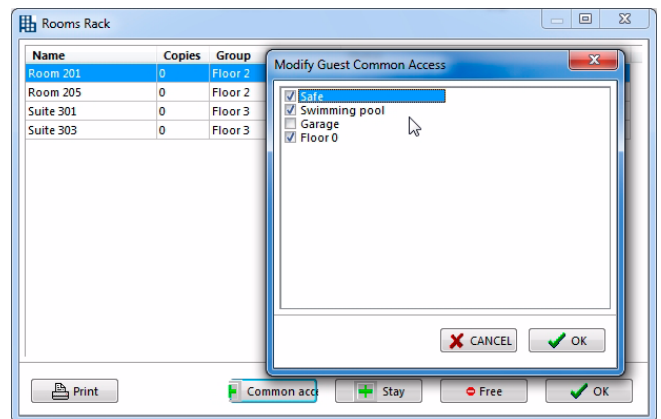 Rooms Rack
Name Copies Group
Room 201 0 Floor 2
Room 205 0 Floor 2
Suite 301 0 Floor 3
Suite 303 0 Floor 3
Modify Guest Common Access
Safe
Swimming pool
Garage
Floor 0
CANCEL OK
Print Common acce Stay Free OK